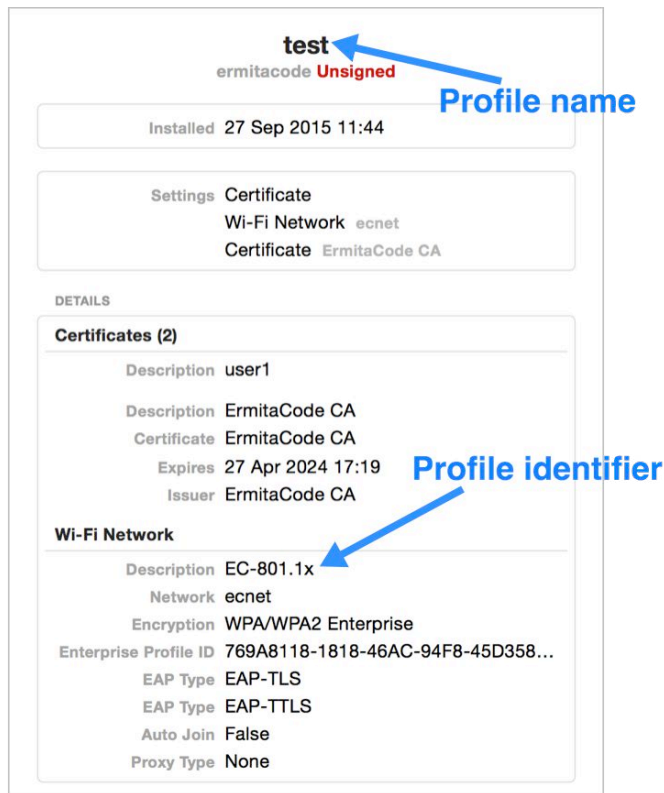 test
ermitacode Unsigned
Profile name
Installed 27 Sep 2015 11:44
Settings Certificate
Wi-Fi Network ecnet
Certificate ErmitaCode CA
DETAILS
Certificates (2)
Description user1
Description ErmitaCode CA
Certificate ErmitaCode CA
Expires 27 Apr 2024 17:19
Profile identifier
Issuer ErmitaCode CA
Wi-Fi Network
Description EC-801.1x
Network ecnet
Encryption WPA/WPA2 Enterprise
Enterprise Profile ID 769A8118-1818-46AC-94F8-45D358...
EAP Type EAP-TLS
EAP Type EAP-TTLS
Auto Join False
Proxy Type None